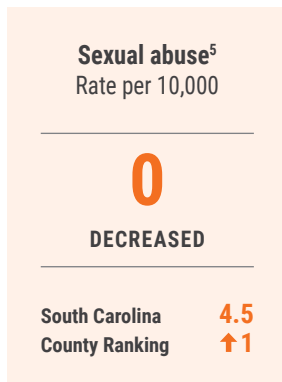 Sexual abuse⁵
Rate per 10,000
0
DECREASED
South Carolina 4.5
County Ranking ↑1